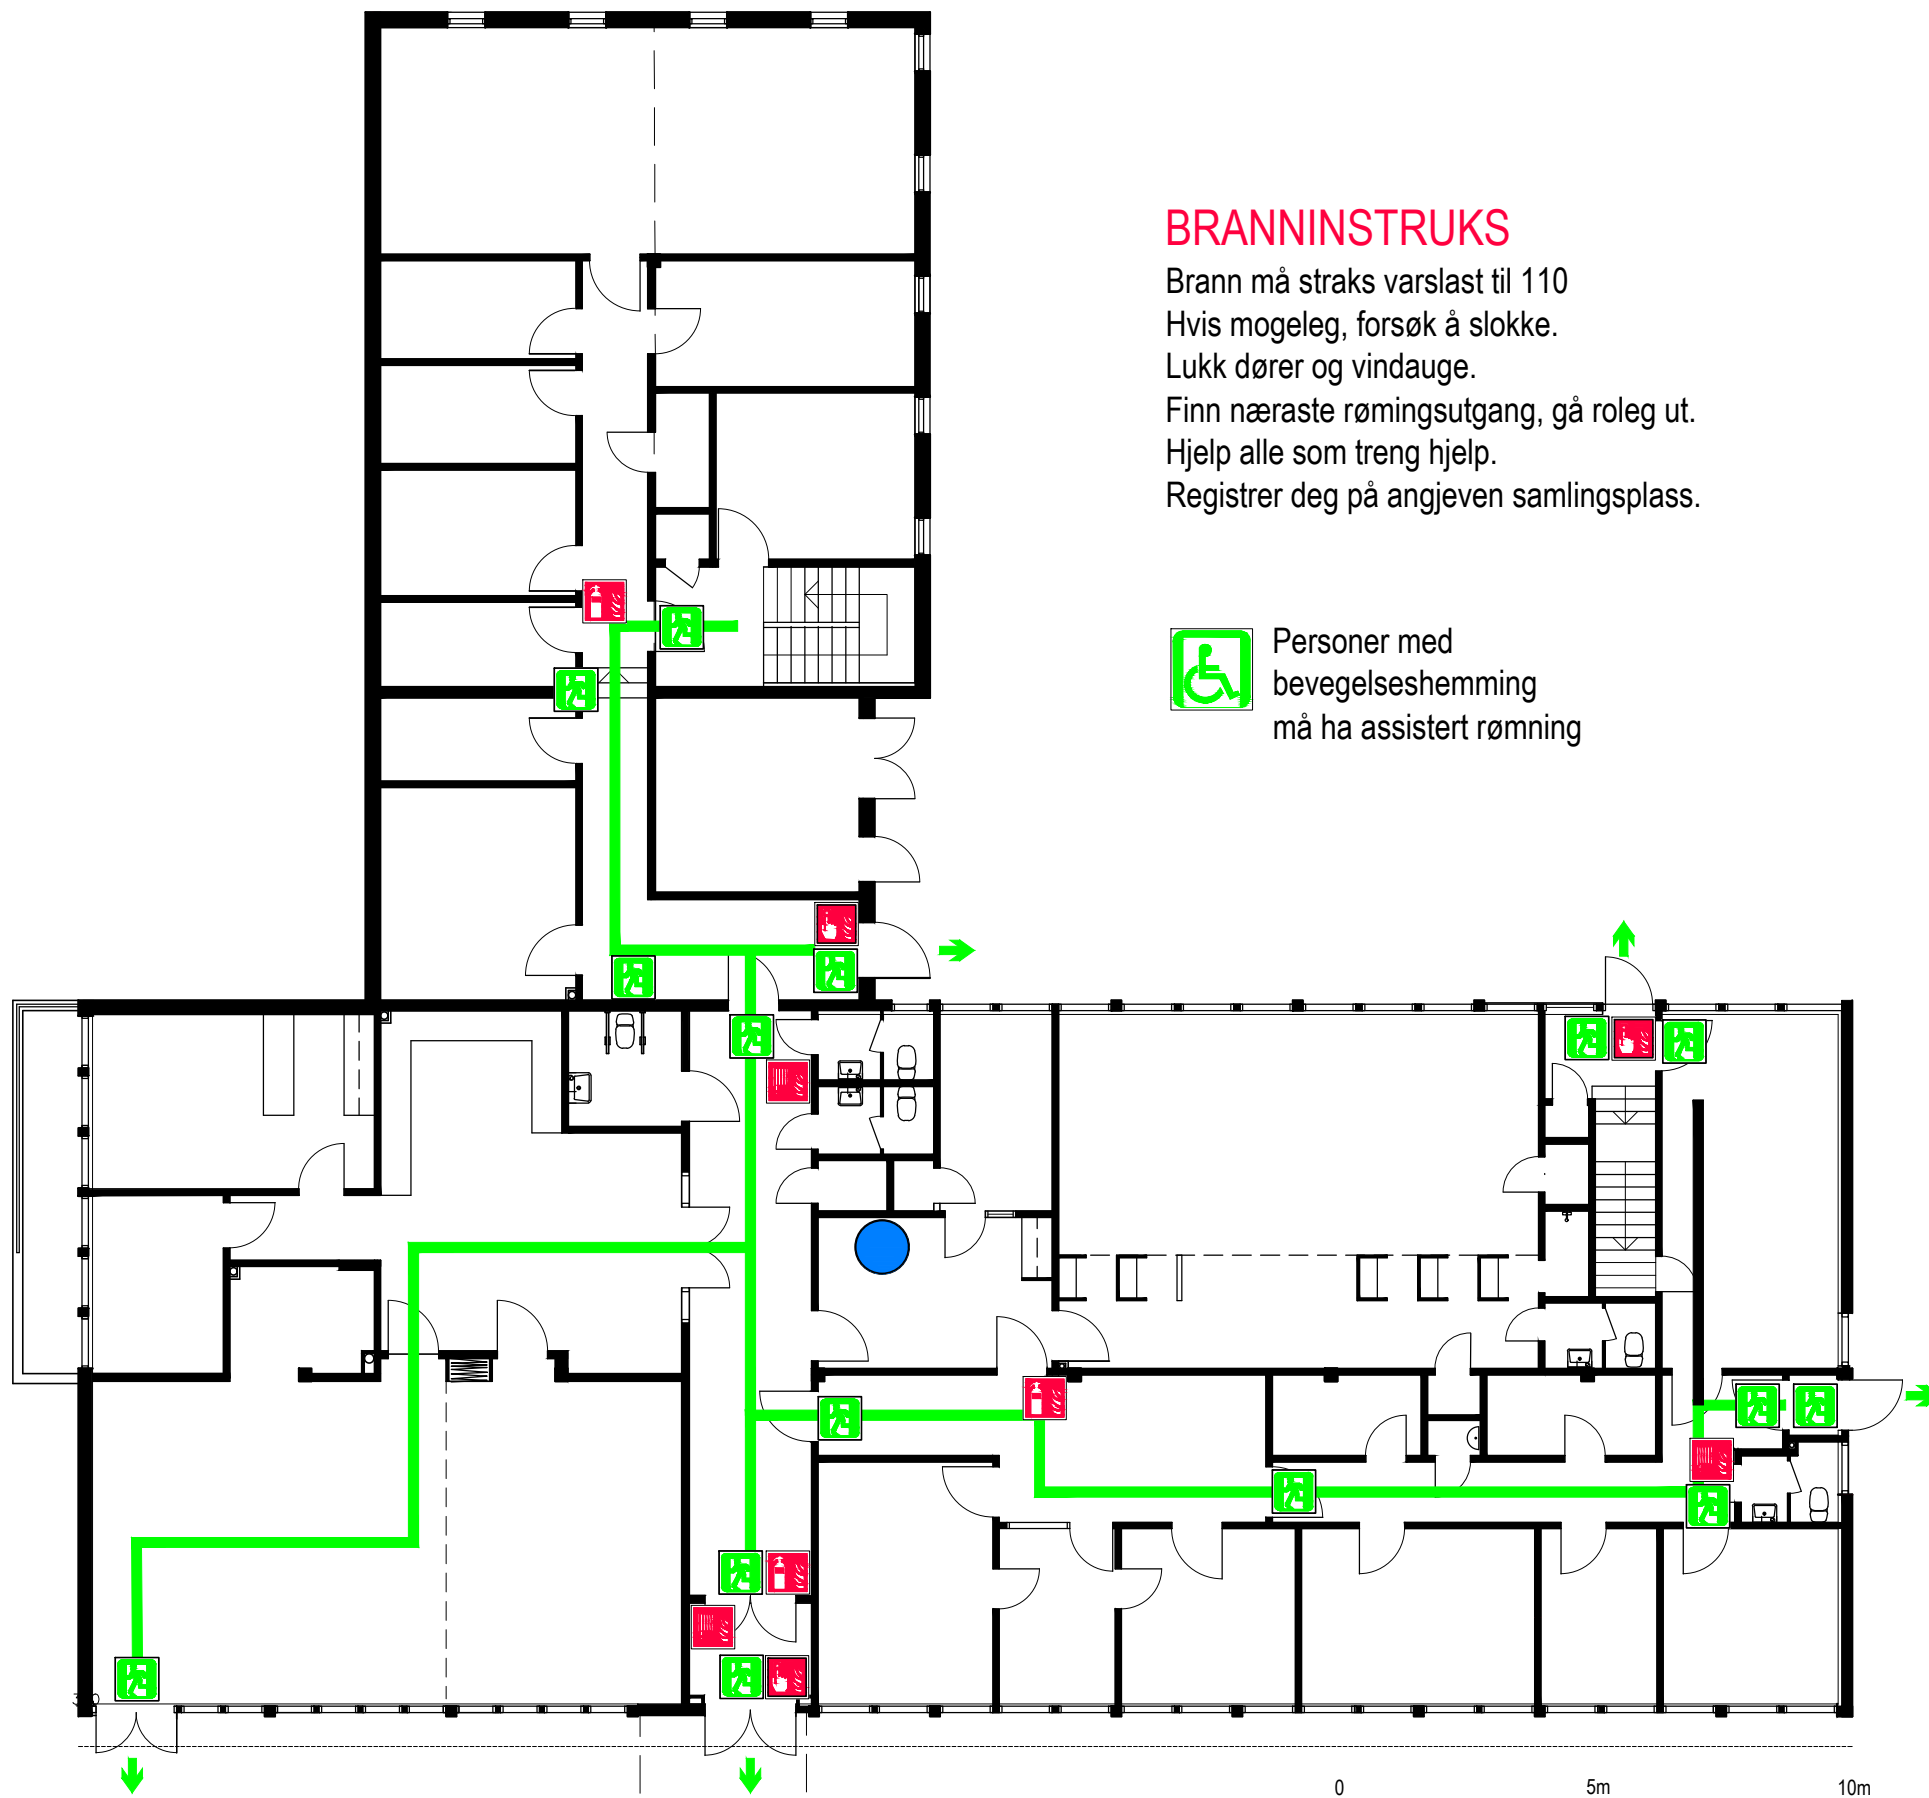 BRANNINSTRUKS
Brann må straks varslast til 110
Hvis mogeleg, forsøk å slokke.
Lukk dører og vindauge.
Finn næraste rømingsutgang, gå roleg ut.
Hjelp alle som treng hjelp.
Registrer deg på angjeven samlingsplass.
Personer med
bevegelseshemming
må ha assistert rømning
0 5m 10m